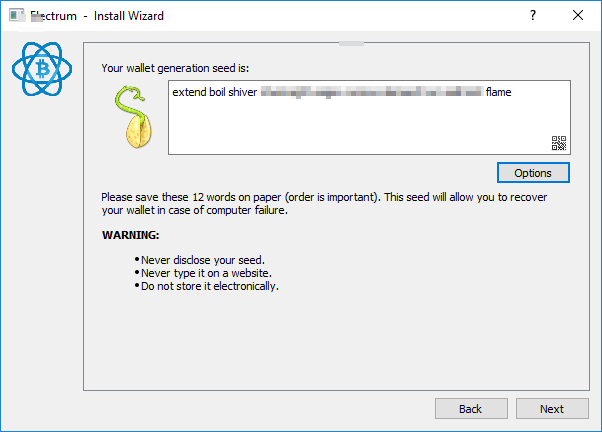 Electrum - Install Wizard
Your wallet generation seed is:
extend boil shiver flame
Options
Please save these 12 words on paper (order is important). This seed will allow you to recover
your wallet in case of computer failure.
WARNING:
•Never disclose your seed.
•Never type it on a website.
•Do not store it electronically.
Back
Next